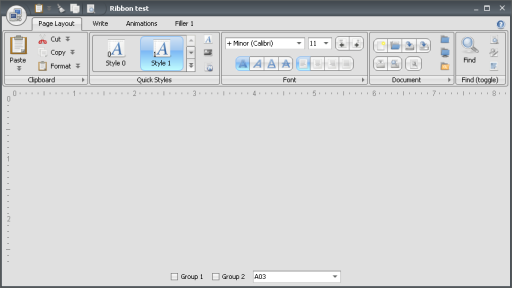 Ribbon test
Page Layout Write Animations Filler 1
Paste Cut Copy Format
Style 0 Style 1
+ Minor (Calibri) 11
Find
Clipboard Quick Styles Font Document Find (toggle)
0 1 2 3 4 5 6 7 8
0
1
2
Group 1 Group 2 A03